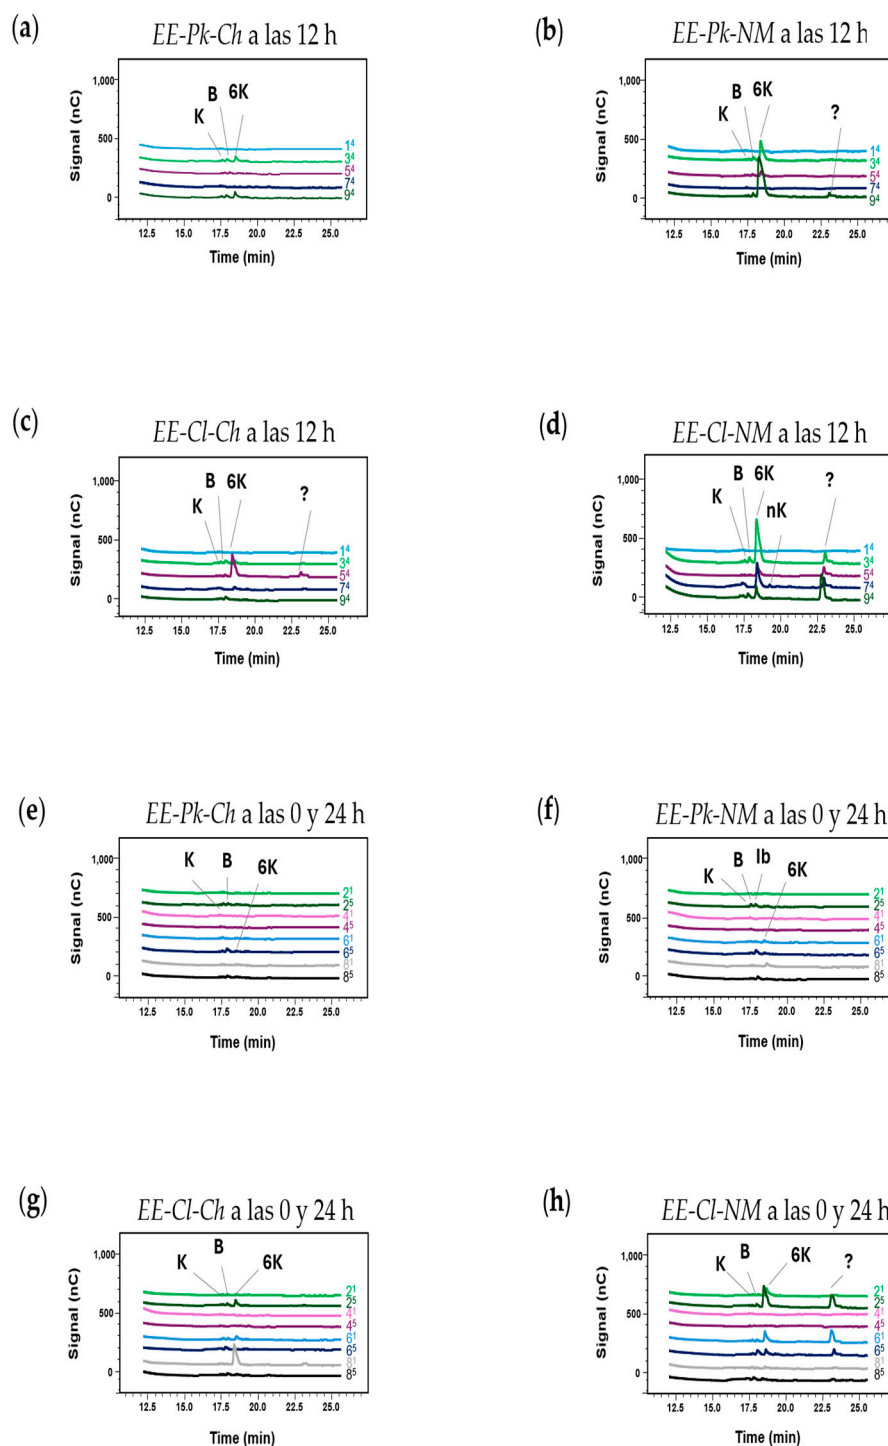 (a)
EE-Pk-Ch a las 12 h
Signal (nC)
1,000
500
0
K
B
6K
1⁴
3⁴
5⁴
7⁴
9⁴
12.5 15.0 17.5 20.0 22.5 25.0
Time (min)
(b)
EE-Pk-NM a las 12 h
Signal (nC)
1,000
500
0
K
B
6K
?
1⁴
3⁴
5⁴
7⁴
9⁴
12.5 15.0 17.5 20.0 22.5 25.0
Time (min)
(c)
EE-Cl-Ch a las 12 h
Signal (nC)
1,000
500
0
K
B
6K
?
1⁴
3⁴
5⁴
7⁴
9⁴
12.5 15.0 17.5 20.0 22.5 25.0
Time (min)
(d)
EE-Cl-NM a las 12 h
Signal (nC)
1,000
500
0
K
B
6K
nK
?
1⁴
3⁴
5⁴
7⁴
9⁴
12.5 15.0 17.5 20.0 22.5 25.0
Time (min)
(e)
EE-Pk-Ch a las 0 y 24 h
Signal (nC)
1,000
500
0
K
B
6K
2¹
2⁵
4¹
4⁵
6¹
6⁵
8¹
8⁵
12.5 15.0 17.5 20.0 22.5 25.0
Time (min)
(f)
EE-Pk-NM a las 0 y 24 h
Signal (nC)
1,000
500
0
K
B
Ib
6K
2¹
2⁵
4¹
4⁵
6¹
6⁵
8¹
8⁵
12.5 15.0 17.5 20.0 22.5 25.0
Time (min)
(g)
EE-Cl-Ch a las 0 y 24 h
Signal (nC)
1,000
500
0
K
B
6K
2¹
2⁵
4¹
4⁵
6¹
6⁵
8¹
8⁵
12.5 15.0 17.5 20.0 22.5 25.0
Time (min)
(h)
EE-Cl-NM a las 0 y 24 h
Signal (nC)
1,000
500
0
K
B
6K
?
2¹
2⁵
4¹
4⁵
6¹
6⁵
8¹
8⁵
12.5 15.0 17.5 20.0 22.5 25.0
Time (min)